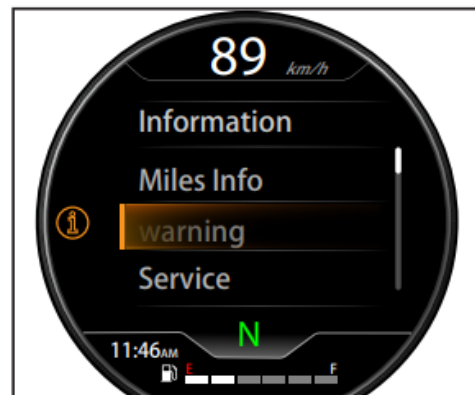 89 km/h
Information
Miles Info
warning
Service
N
11:46AM
E F